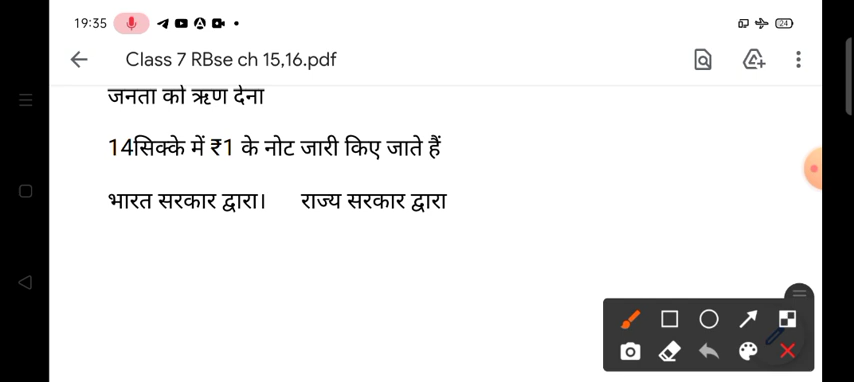 19:35
24
Class 7 RBse ch 15,16.pdf
जनता को ऋण देना
14सिक्के में ₹1 के नोट जारी किए जाते हैं
भारत सरकार द्वारा। राज्य सरकार द्वारा